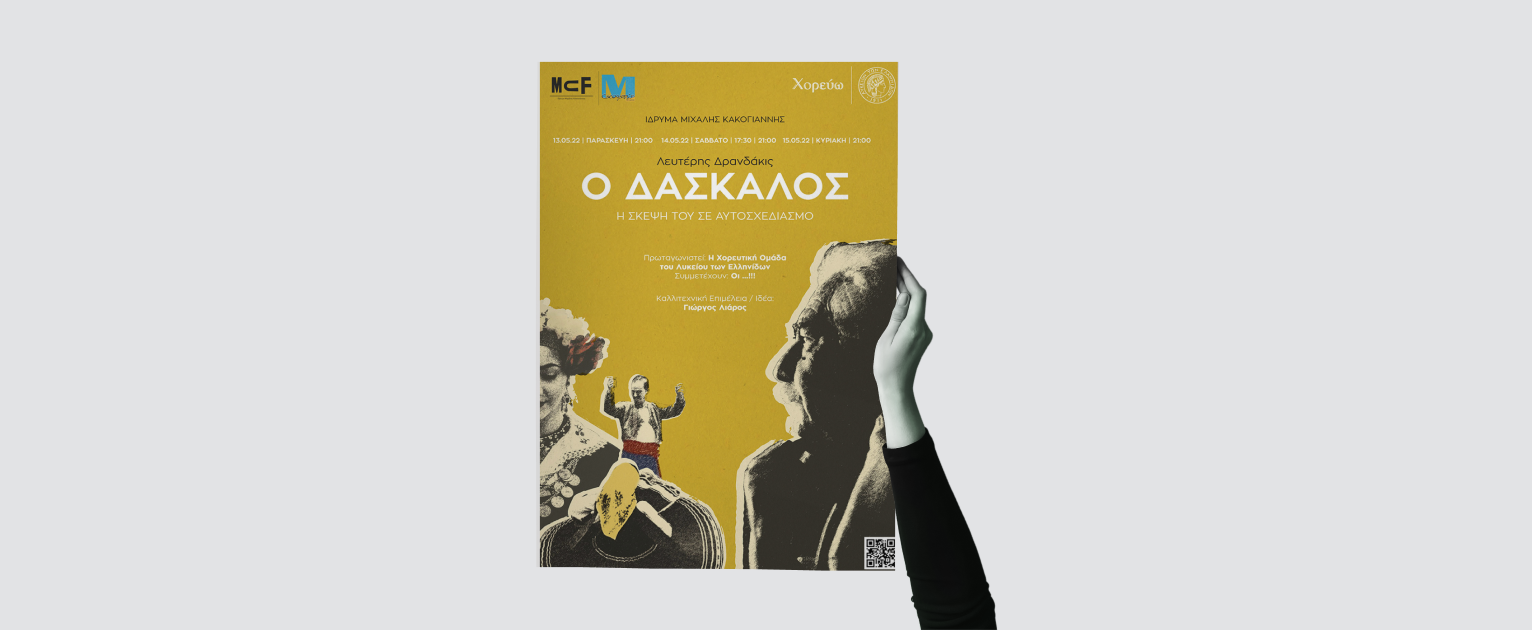 MCF
M
Χορεύω
ΙΔΡΥΜΑ ΜΙΧΑΛΗΣ ΚΑΚΟΓΙΑΝΝΗΣ
13.05.22 | ΠΑΡΑΣΚΕΥΗ | 21:00 14.05.22 | ΣΑΒΒΑΤΟ | 17:30 | 21:00 15.05.22 | ΚΥΡΙΑΚΗ | 21:00
Λευτέρης Δρανδάκις
Ο ΔΑΣΚΑΛΟΣ
Η ΣΚΕΨΗ ΤΟΥ ΣΕ ΑΥΤΟΣΧΕΔΙΑΣΜΟ
Πρωταγωνιστεί: Η Χορευτική Ομάδα
του Λυκείου των Ελληνίδων
Συμμετέχουν: Οι ...!!!
Καλλιτεχνική Επιμέλεια / Ιδέα:
Γιώργος Λιάρος